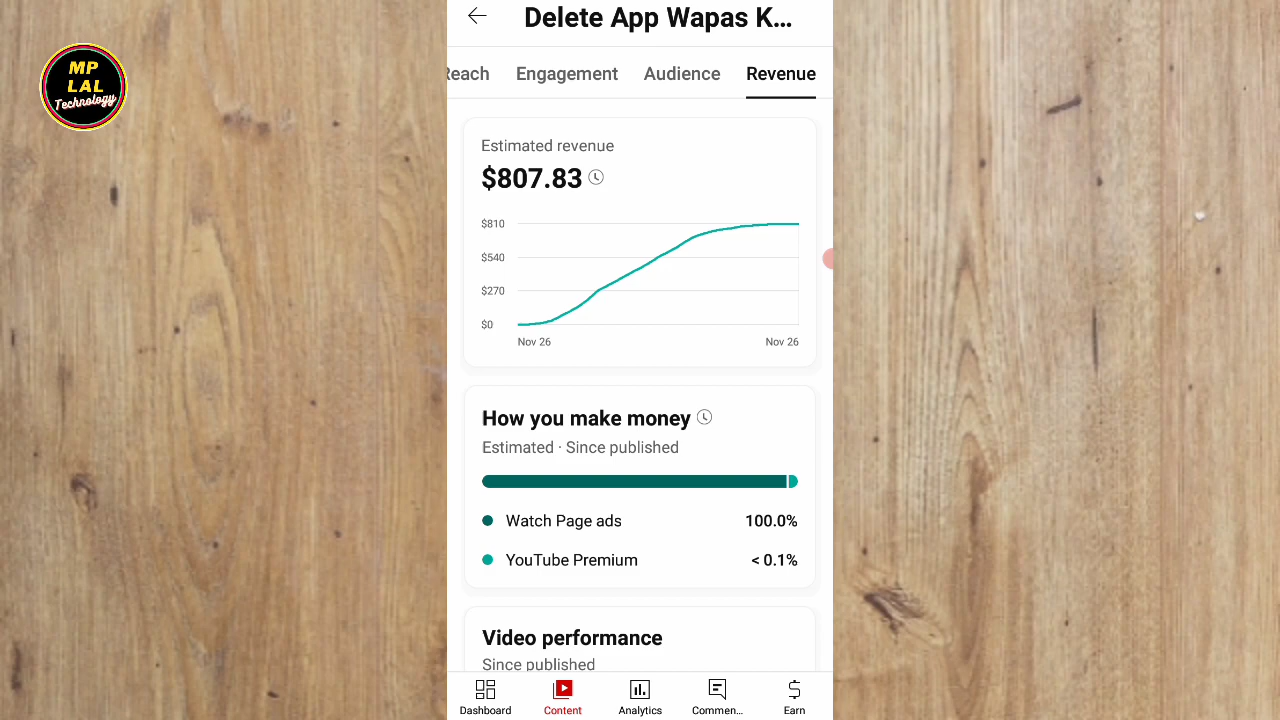 MP
LAL
Technology
Delete App Wapas K...
Reach Engagement Audience Revenue
Estimated revenue
$807.83
$810
$540
$270
$0
Nov 26 Nov 26
How you make money
Estimated · Since published
Watch Page ads 100.0%
YouTube Premium < 0.1%
Video performance
Since published
Dashboard Content Analytics Commen... Earn